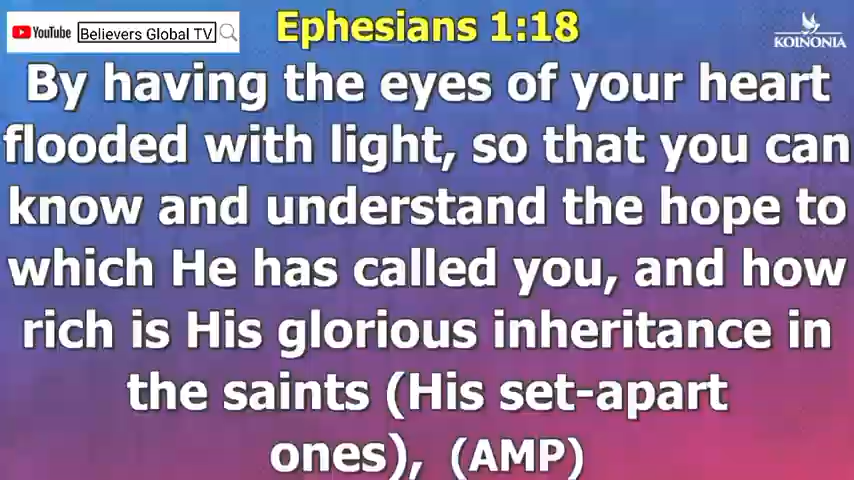 YouTube Believers Global TV
Ephesians 1:18
KOINONIA
By having the eyes of your heart
flooded with light, so that you can
know and understand the hope to
which He has called you, and how
rich is His glorious inheritance in
the saints (His set-apart
ones), (AMP)